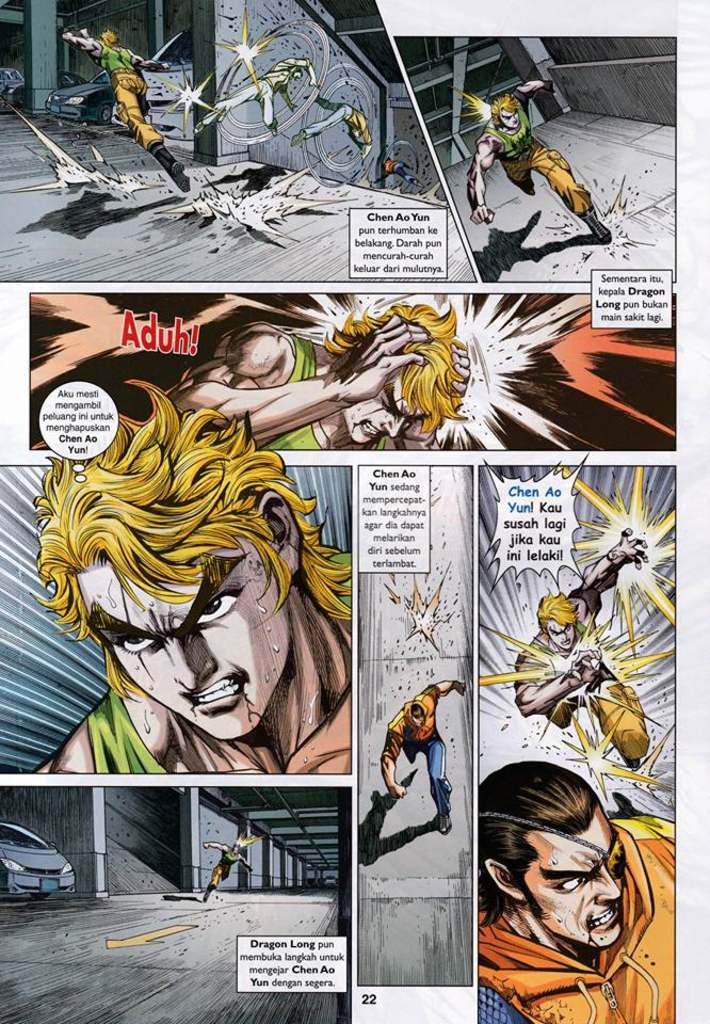 Chen Ao Yun
pun terhumban ke
belakang. Darah pun
mencurah-curah
keluar dari mulutnya.
Sementara itu,
kepala Dragon
Long pun bukan
main sakit lagi.
Aduh!
Aku mesti
mengambil
peluang ini untuk
menghapuskan
Chen Ao
Yun!
Chen Ao
Yun sedang
mempercepat-
kan langkahnya
agar dia dapat
melarikan
diri sebelum
terlambat.
Chen Ao
Yun! Kau
susah lagi
jika kau
ini lelaki!
Dragon Long pun
membuka langkah untuk
mengejar Chen Ao
Yun dengan segera.
22